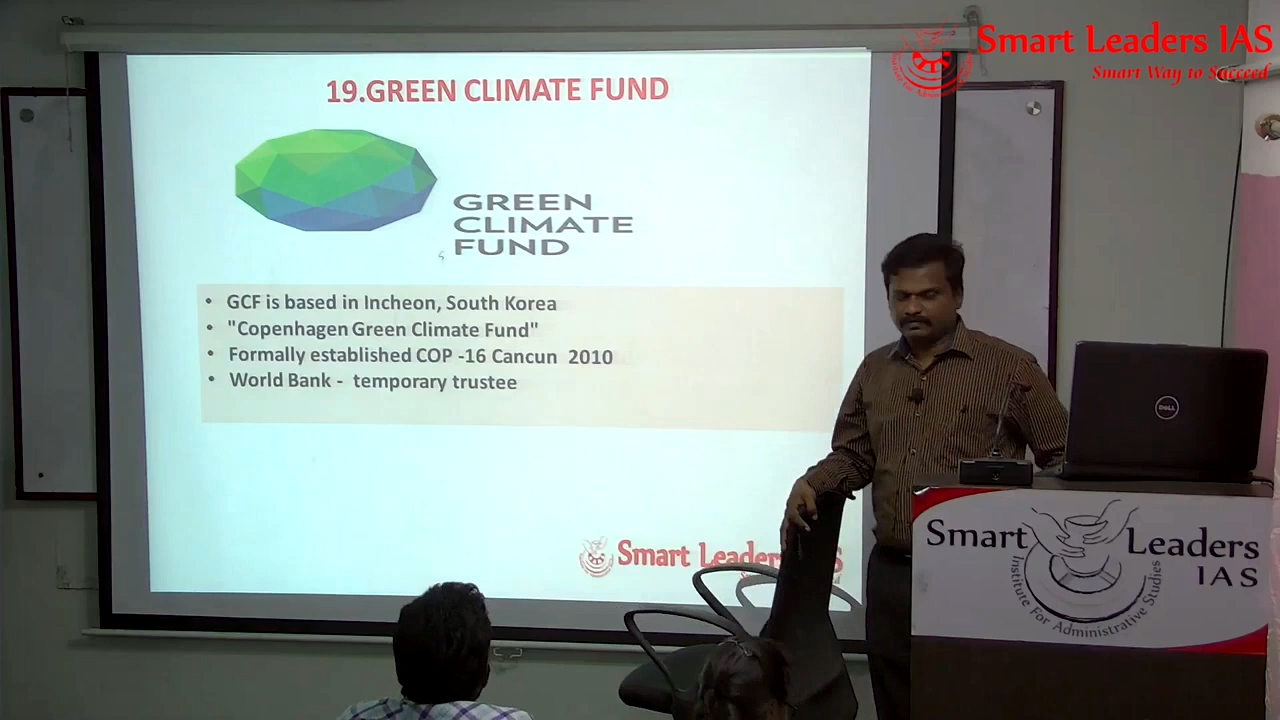 Smart Leaders IAS
Smart Way to Succeed
19.GREEN CLIMATE FUND
GREEN
CLIMATE
FUND
• GCF is based in Incheon, South Korea
• "Copenhagen Green Climate Fund"
• Formally established COP -16 Cancun 2010
• World Bank - temporary trustee
Smart Leaders IAS
DELL
Smart Leaders
IAS
Institute For Administrative Studies